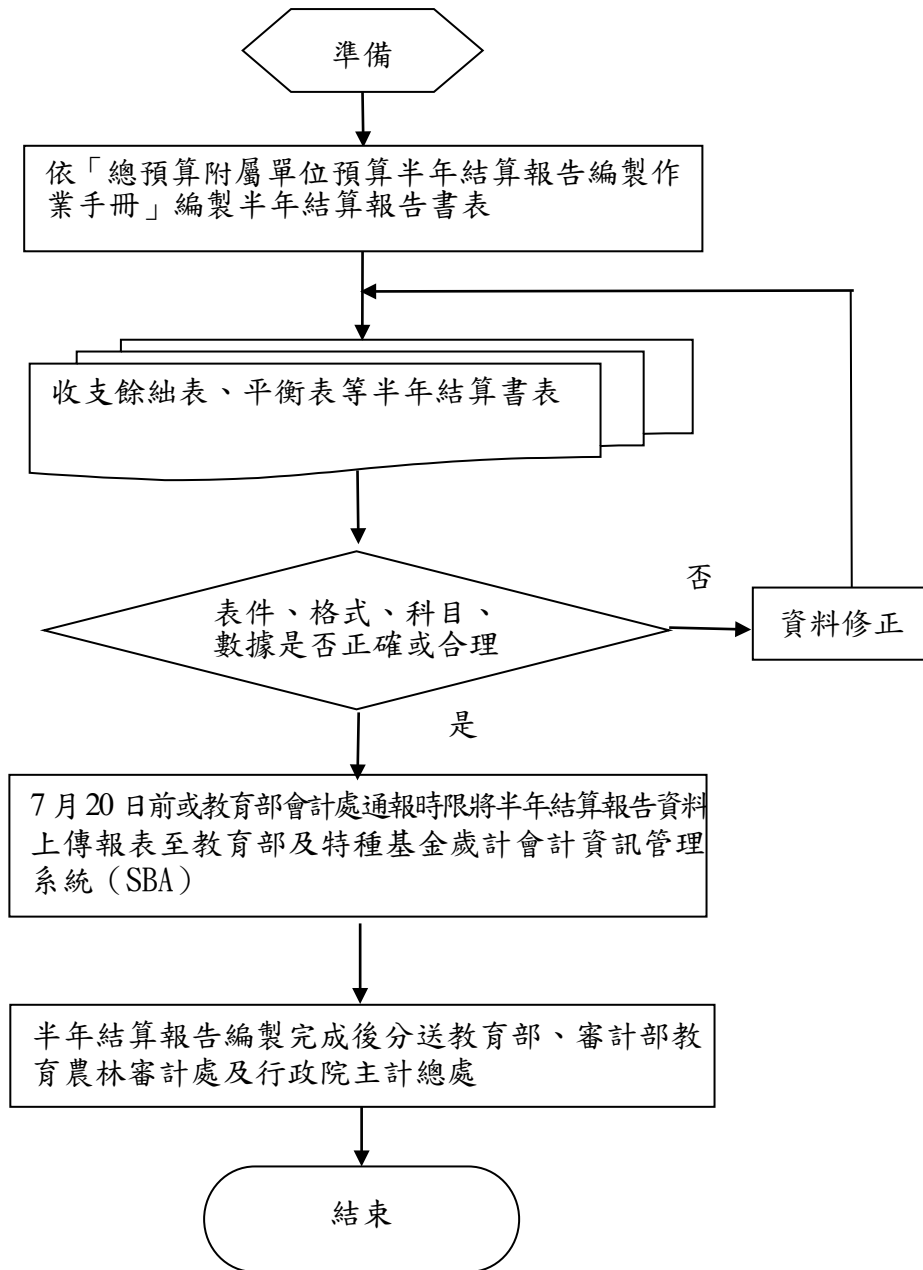 準備
依「總預算附屬單位預算半年結算報告編製作
業手冊」編製半年結算報告書表
收支餘絀表、平衡表等半年結算書表
表件、格式、科目、
數據是否正確或合理
否
資料修正
是
7月20日前或教育部會計處通報時限將半年結算報告資料
上傳報表至教育部及特種基金歲計會計資訊管理
系統（SBA）
半年結算報告編製完成後分送教育部、審計部教
育農林審計處及行政院主計總處
結束